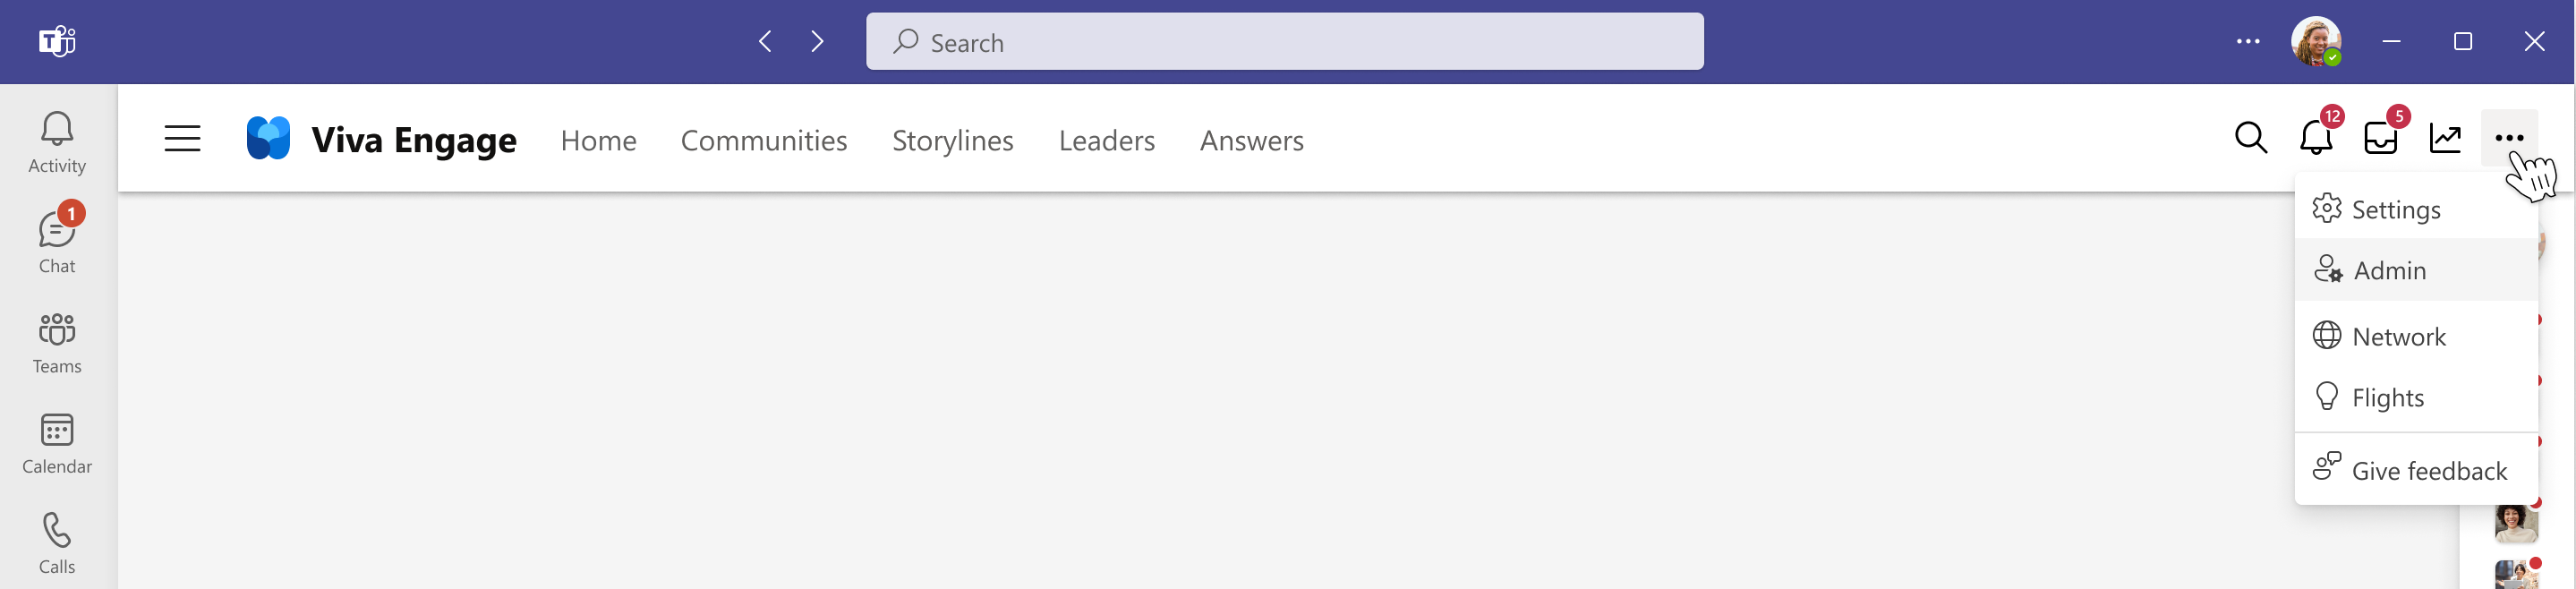 T
Search
Activity
1
Chat
Teams
Calendar
Calls
Viva Engage
Home
Communities
Storylines
Leaders
Answers
12
5
Settings
Admin
Network
Flights
Give feedback